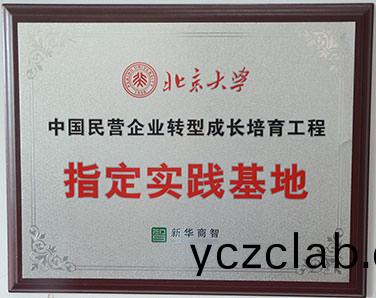 北京大学
中国民营企业转型成长培育工程
指定实践基地
新华商智
yczclab.c